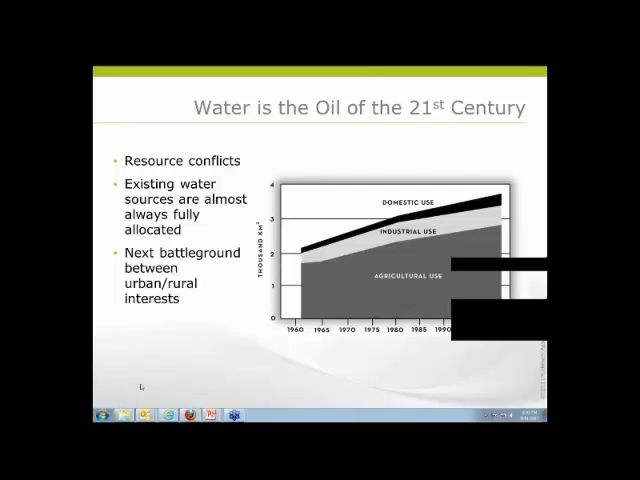 Water is the Oil of the 21st Century
• Resource conflicts
• Existing water
sources are almost
always fully
allocated
• Next battleground
between
urban/rural
interests
THOUSAND KM³
4
3
2
1
0
DOMESTIC USE
INDUSTRIAL USE
AGRICULTURAL USE
1960 1965 1970 1975 1980 1985